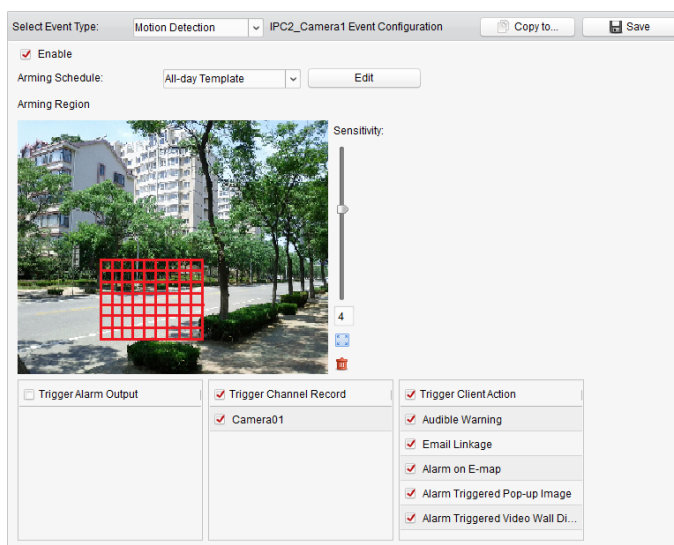 Select Event Type: Motion Detection IPC2_Camera1 Event Configuration Copy to... Save
Enable
Arming Schedule: All-day Template Edit
Arming Region
Sensitivity:
4
Trigger Alarm Output
Trigger Channel Record
Camera01
Trigger Client Action
Audible Warning
Email Linkage
Alarm on E-map
Alarm Triggered Pop-up Image
Alarm Triggered Video Wall Di...